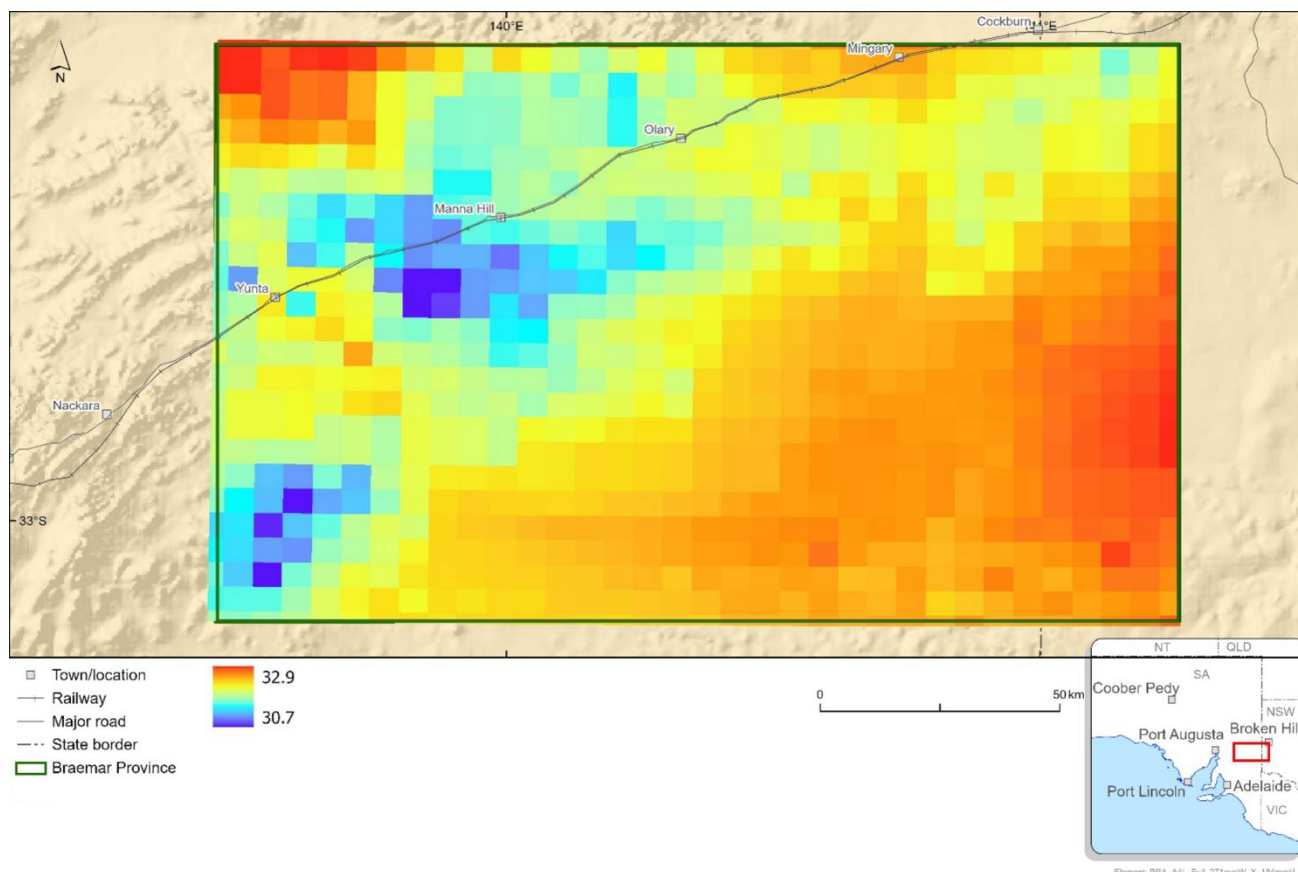 140°E
Cockburn
1°E
Mingary
N
Olary
Manna Hill
Yunta
Nackara
33°S
Town/location
Railway
Major road
State border
Braemar Province
32.9
30.7
0
50 km
NT
QLD
SA
Coober Pedy
NSW
Port Augusta
Broken Hil
Port Lincoln
Adelaide
VIC